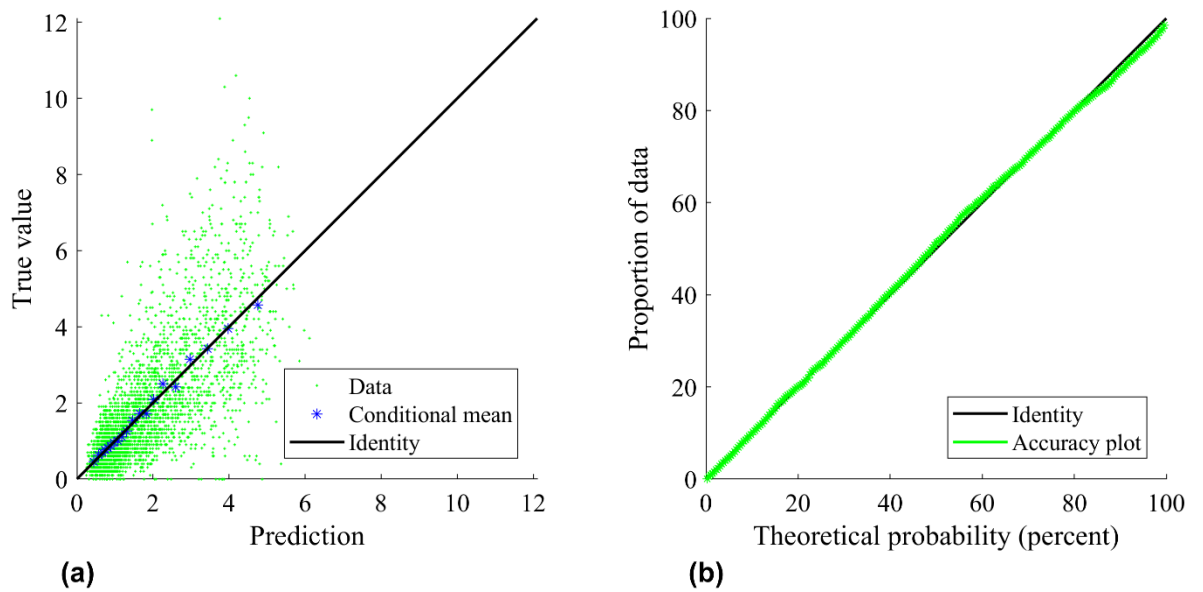 12
10
8
6
4
2
0
True value
0 2 4 6 8 10 12
Prediction
Data
Conditional mean
Identity
(a)
100
80
60
40
20
0
Proportion of data
0 20 40 60 80 100
Theoretical probability (percent)
Identity
Accuracy plot
(b)